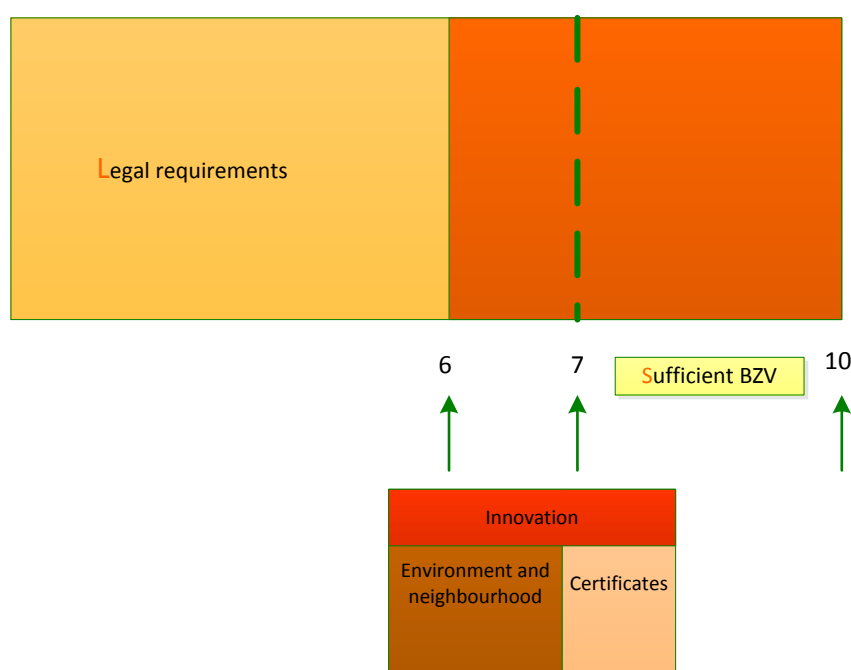 Legal requirements
6
7
10
Sufficient BZV
Innovation
Environment and
neighbourhood
Certificates